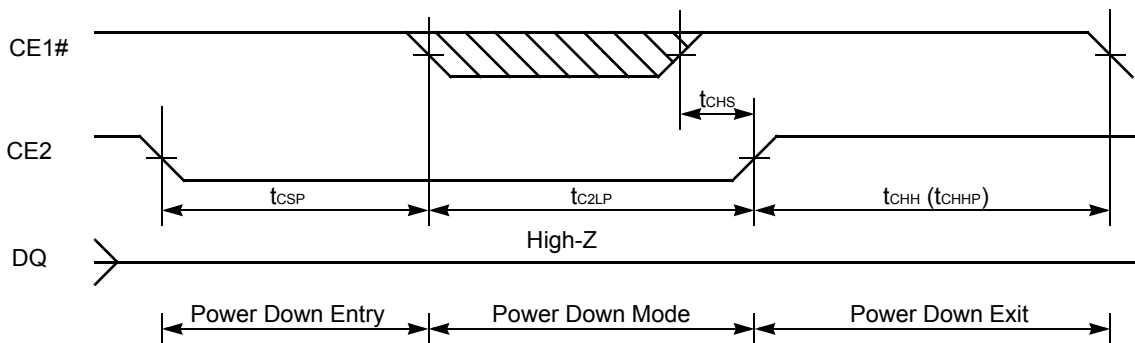 CE1#
tCHS
CE2
tCSP
tC2LP
tCHH (tCHHP)
High-Z
DQ
Power Down Entry
Power Down Mode
Power Down Exit